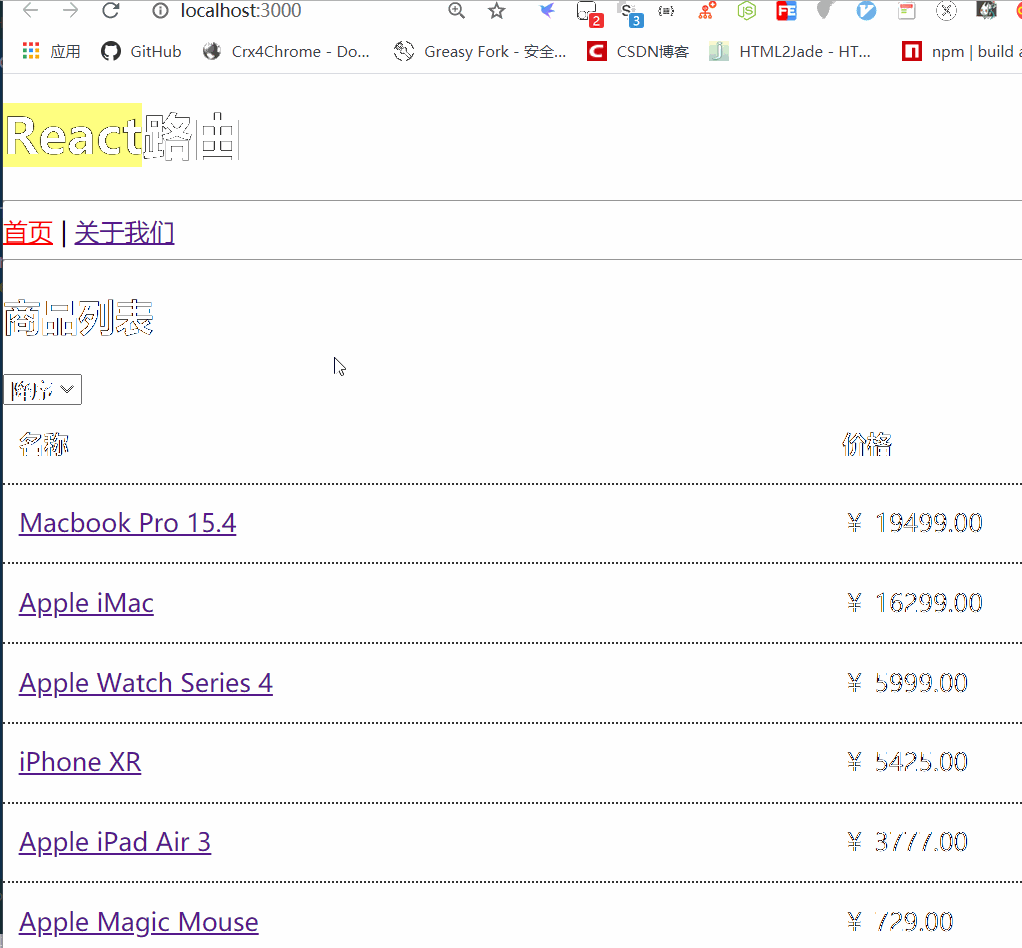 localhost:3000
2 3
应用 GitHub Crx4Chrome - Do... Greasy Fork - 安全... CSDN博客 HTML2Jade - HT... npm | build a
React路由
首页 | 关于我们
商品列表
降序
名称 价格
Macbook Pro 15.4 ￥ 19499.00
Apple iMac ￥ 16299.00
Apple Watch Series 4 ￥ 5999.00
iPhone XR ￥ 5425.00
Apple iPad Air 3 ￥ 3777.00
Apple Magic Mouse ￥ 729.00